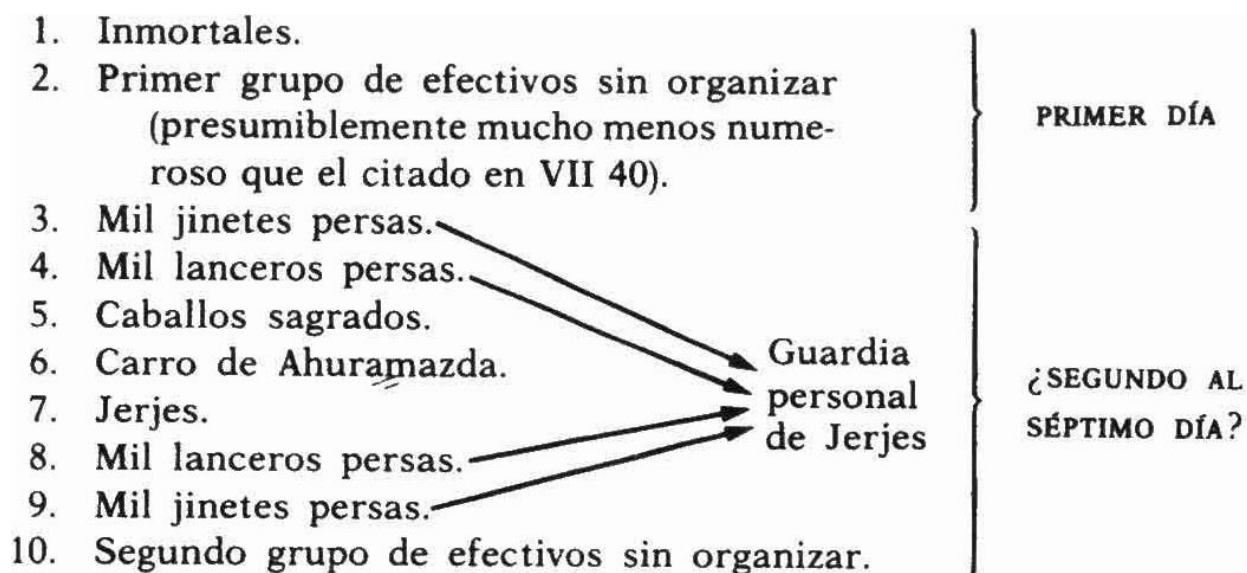 1. Inmortales.
2. Primer grupo de efectivos sin organizar
(presumiblemente mucho menos nume-
roso que el citado en VII 40).
PRIMER DÍA
3. Mil jinetes persas.
4. Mil lanceros persas.
5. Caballos sagrados.
6. Carro de Ahuramazda.
7. Jerjes.
8. Mil lanceros persas.
9. Mil jinetes persas.
10. Segundo grupo de efectivos sin organizar.
Guardia
personal
de Jerjes
¿SEGUNDO AL
SÉPTIMO DÍA?